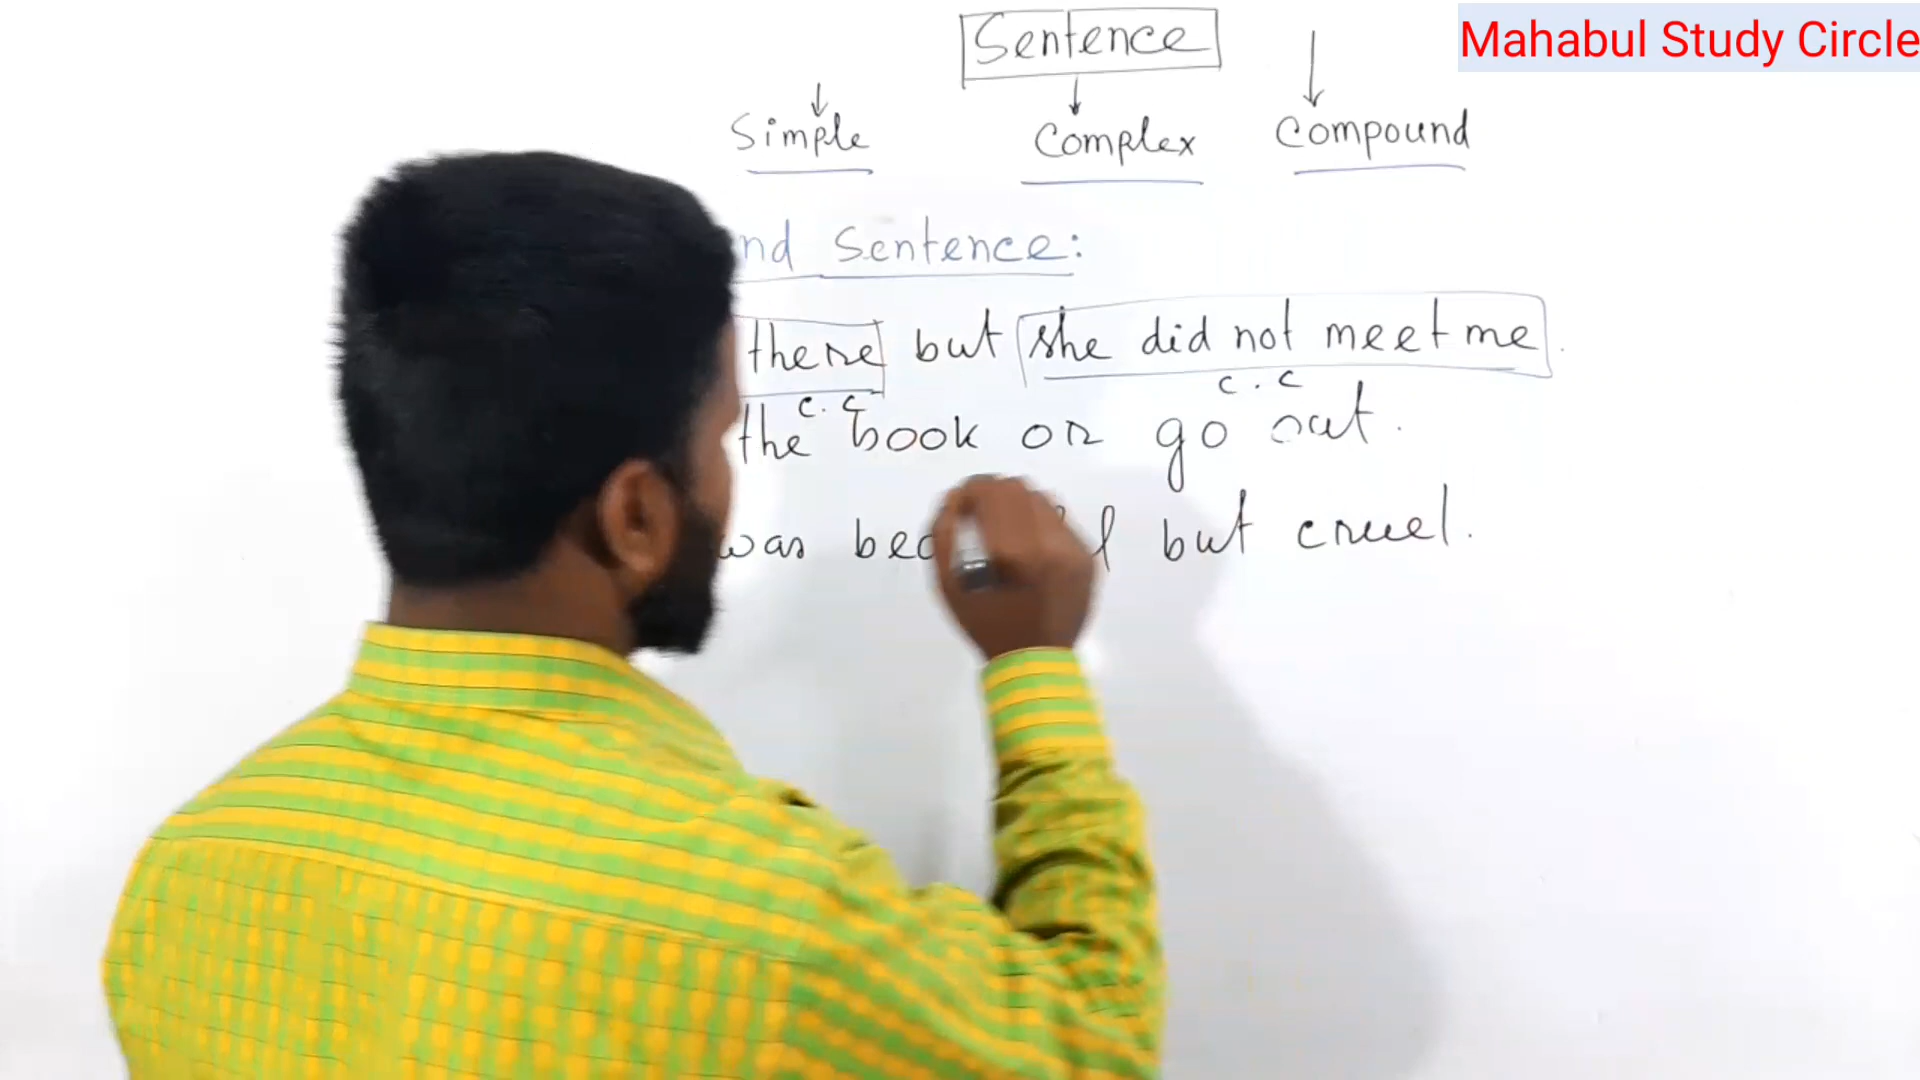 Mahabul Study Circle
Sentence
Simple Complex Compound
nd Sentence:
there but she did not meet me.
c.c c.c
the book or go out.
was but cruel.